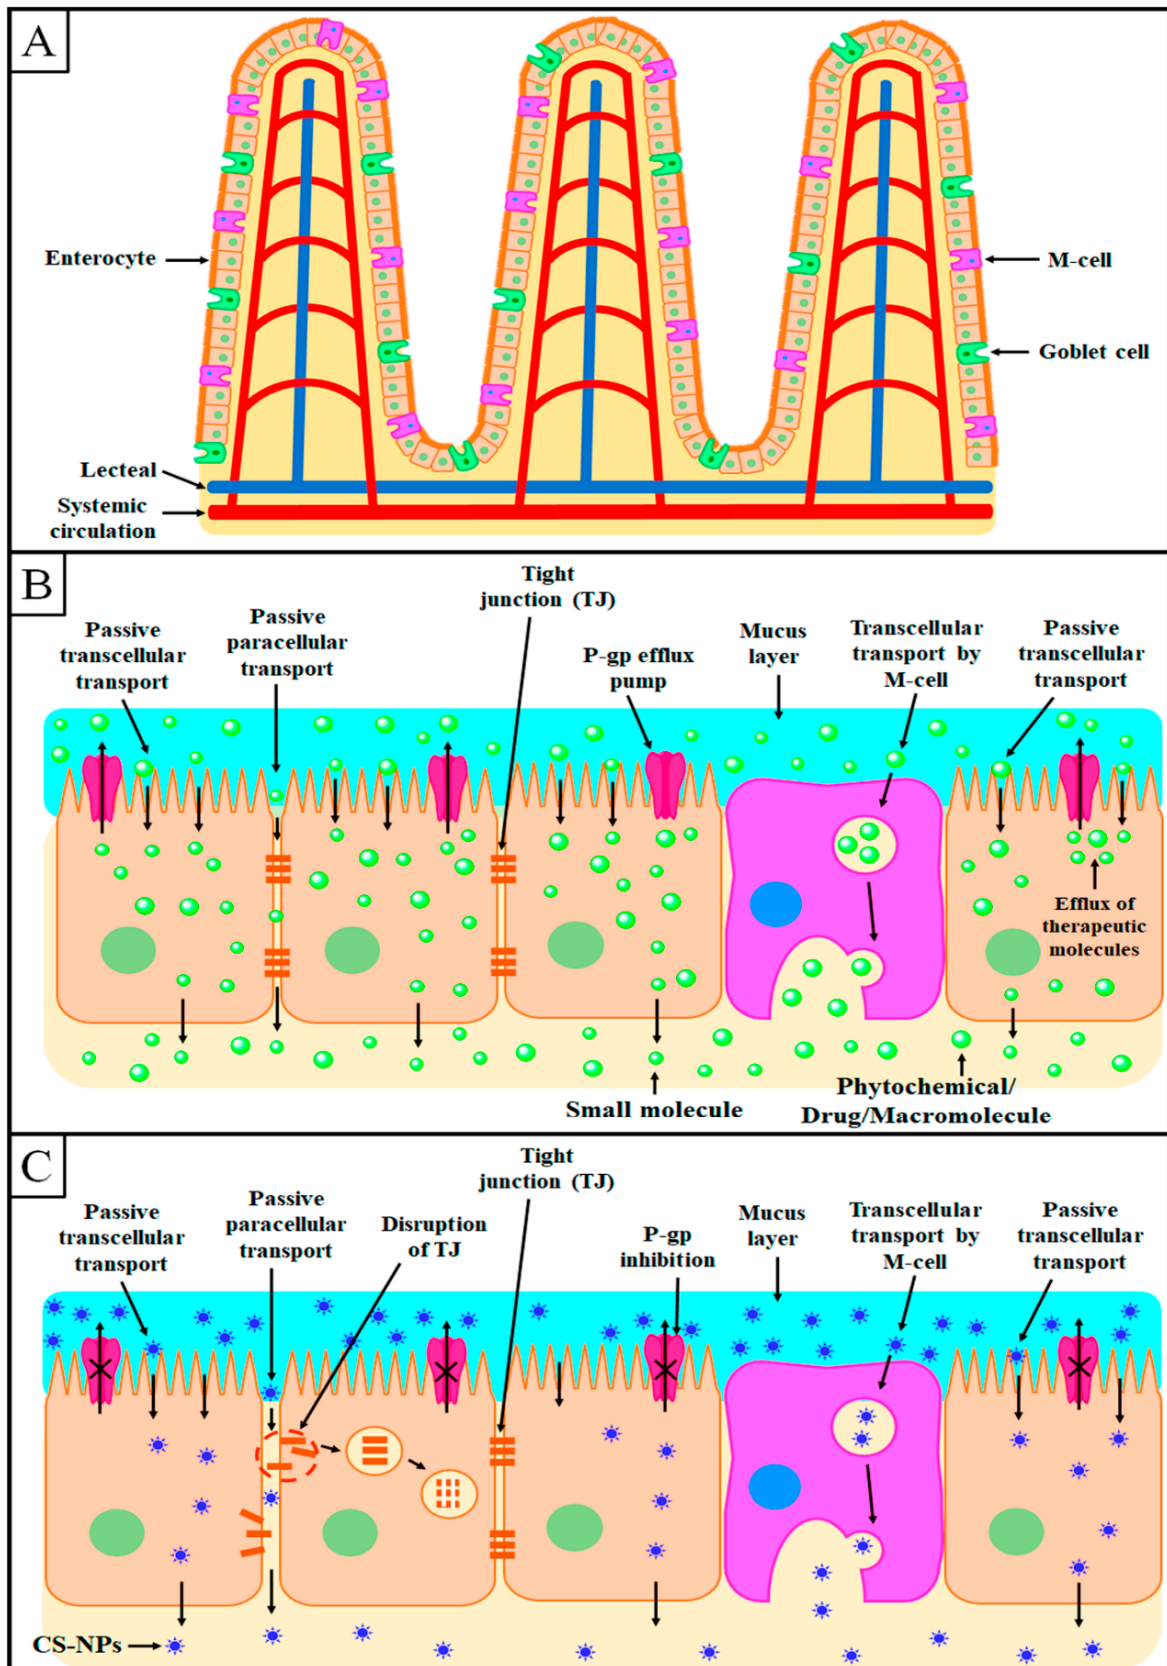 A
Enterocyte
M-cell
Goblet cell
Lecteal
Systemic
circulation
B
Passive
transcellular
transport
Passive
paracellular
transport
Tight
junction (TJ)
P-gp efflux
pump
Mucus
layer
Transcellular
transport by
M-cell
Passive
transcellular
transport
Efflux of
therapeutic
molecules
Small molecule
Phytochemical/
Drug/Macromolecule
C
Passive
transcellular
transport
Passive
paracellular
transport
Disruption
of TJ
Tight
junction (TJ)
P-gp
inhibition
Mucus
layer
Transcellular
transport by
M-cell
Passive
transcellular
transport
CS-NPs